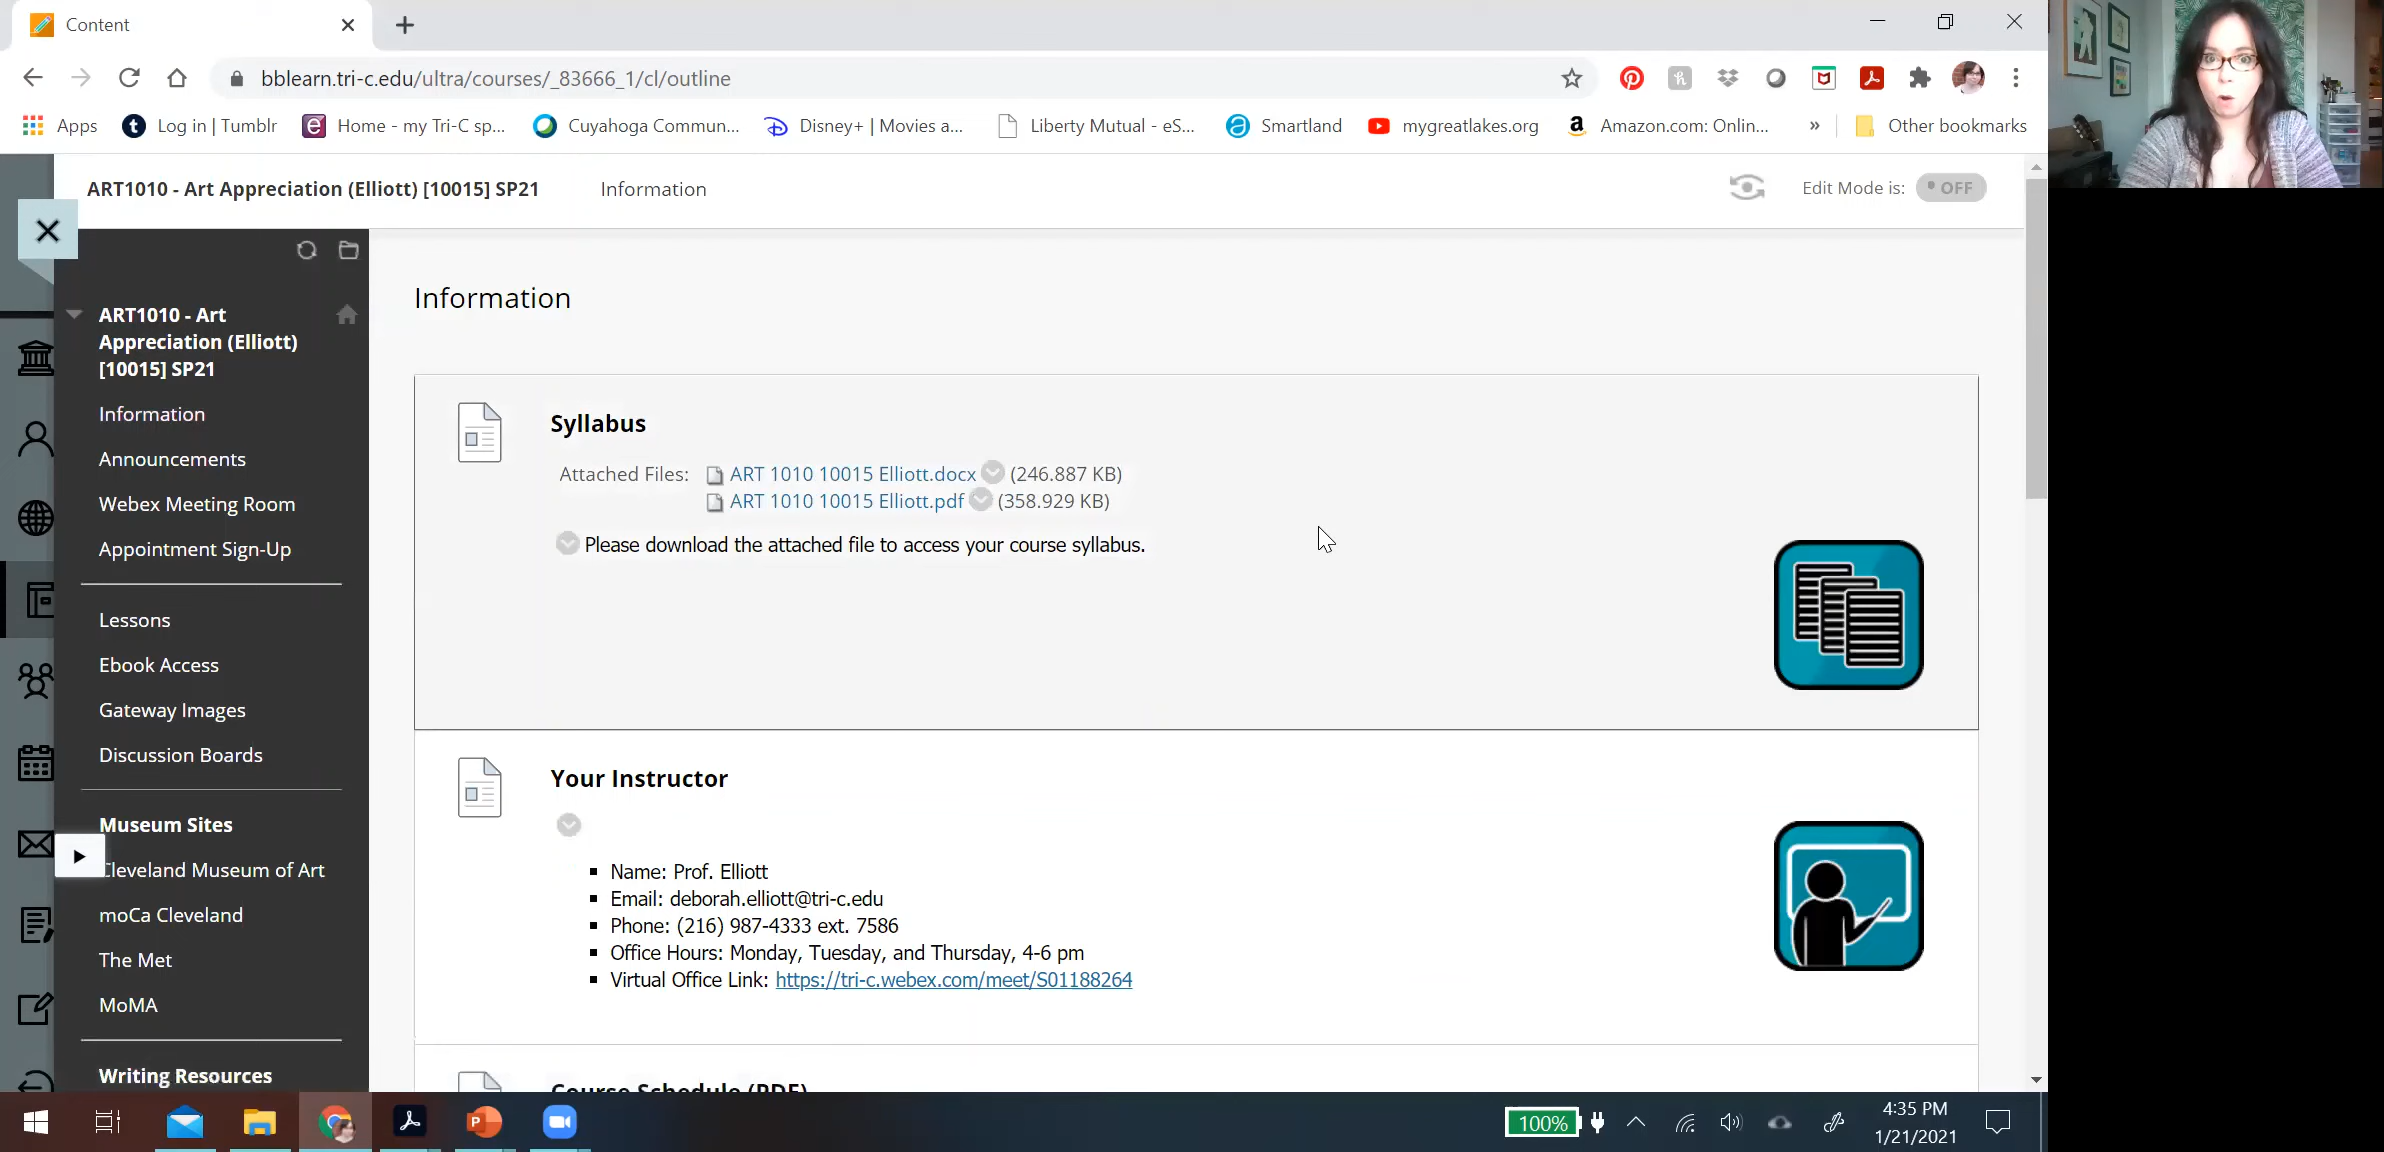 Content
bblearn.tri-c.edu/ultra/courses/_83666_1/cl/outline
Apps
Log in | Tumblr
Home - my Tri-C sp...
Cuyahoga Commun...
Disney+ | Movies a...
Liberty Mutual - eS...
Smartland
mygreatlakes.org
Amazon.com: Onlin...
»
Other bookmarks
ART1010 - Art Appreciation (Elliott) [10015] SP21
Information
Edit Mode is:
OFF
ART1010 - Art
Appreciation (Elliott)
[10015] SP21
Information
Announcements
Webex Meeting Room
Appointment Sign-Up
Lessons
Ebook Access
Gateway Images
Discussion Boards
Museum Sites
Cleveland Museum of Art
moCa Cleveland
The Met
MoMA
Writing Resources
Information
Syllabus
Attached Files: ART 1010 10015 Elliott.docx (246.887 KB)
ART 1010 10015 Elliott.pdf (358.929 KB)
Please download the attached file to access your course syllabus.
Your Instructor
Name: Prof. Elliott
Email: deborah.elliott@tri-c.edu
Phone: (216) 987-4333 ext. 7586
Office Hours: Monday, Tuesday, and Thursday, 4-6 pm
Virtual Office Link: https://tri-c.webex.com/meet/S01188264
Course Schedule (PDF)
100%
4:35 PM
1/21/2021